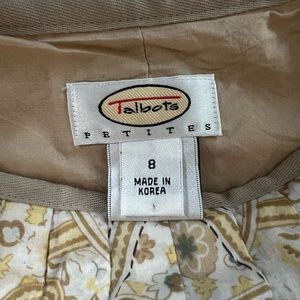 Talbots
PETITES
8
MADE IN
KOREA